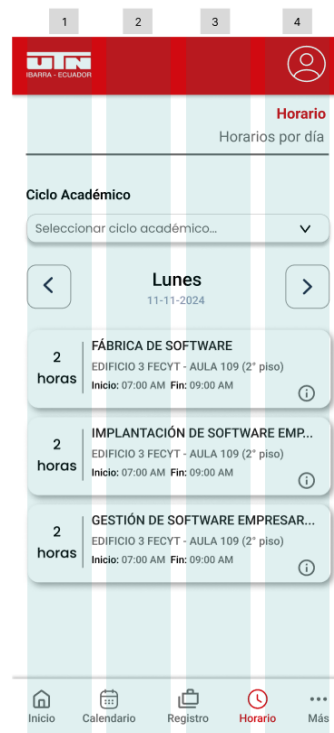 1 2 3 4
UTN
IBARRA - ECUADOR
Horario
Horarios por día
Ciclo Académico
Seleccionar ciclo académico...
Lunes
11-11-2024
2 horas
FÁBRICA DE SOFTWARE
EDIFICIO 3 FECYT - AULA 109 (2° piso)
Inicio: 07:00 AM Fin: 09:00 AM
2 horas
IMPLANTACIÓN DE SOFTWARE EMP...
EDIFICIO 3 FECYT - AULA 109 (2° piso)
Inicio: 07:00 AM Fin: 09:00 AM
2 horas
GESTIÓN DE SOFTWARE EMPRESAR...
EDIFICIO 3 FECYT - AULA 109 (2° piso)
Inicio: 07:00 AM Fin: 09:00 AM
Inicio Calendario Registro Horario Más